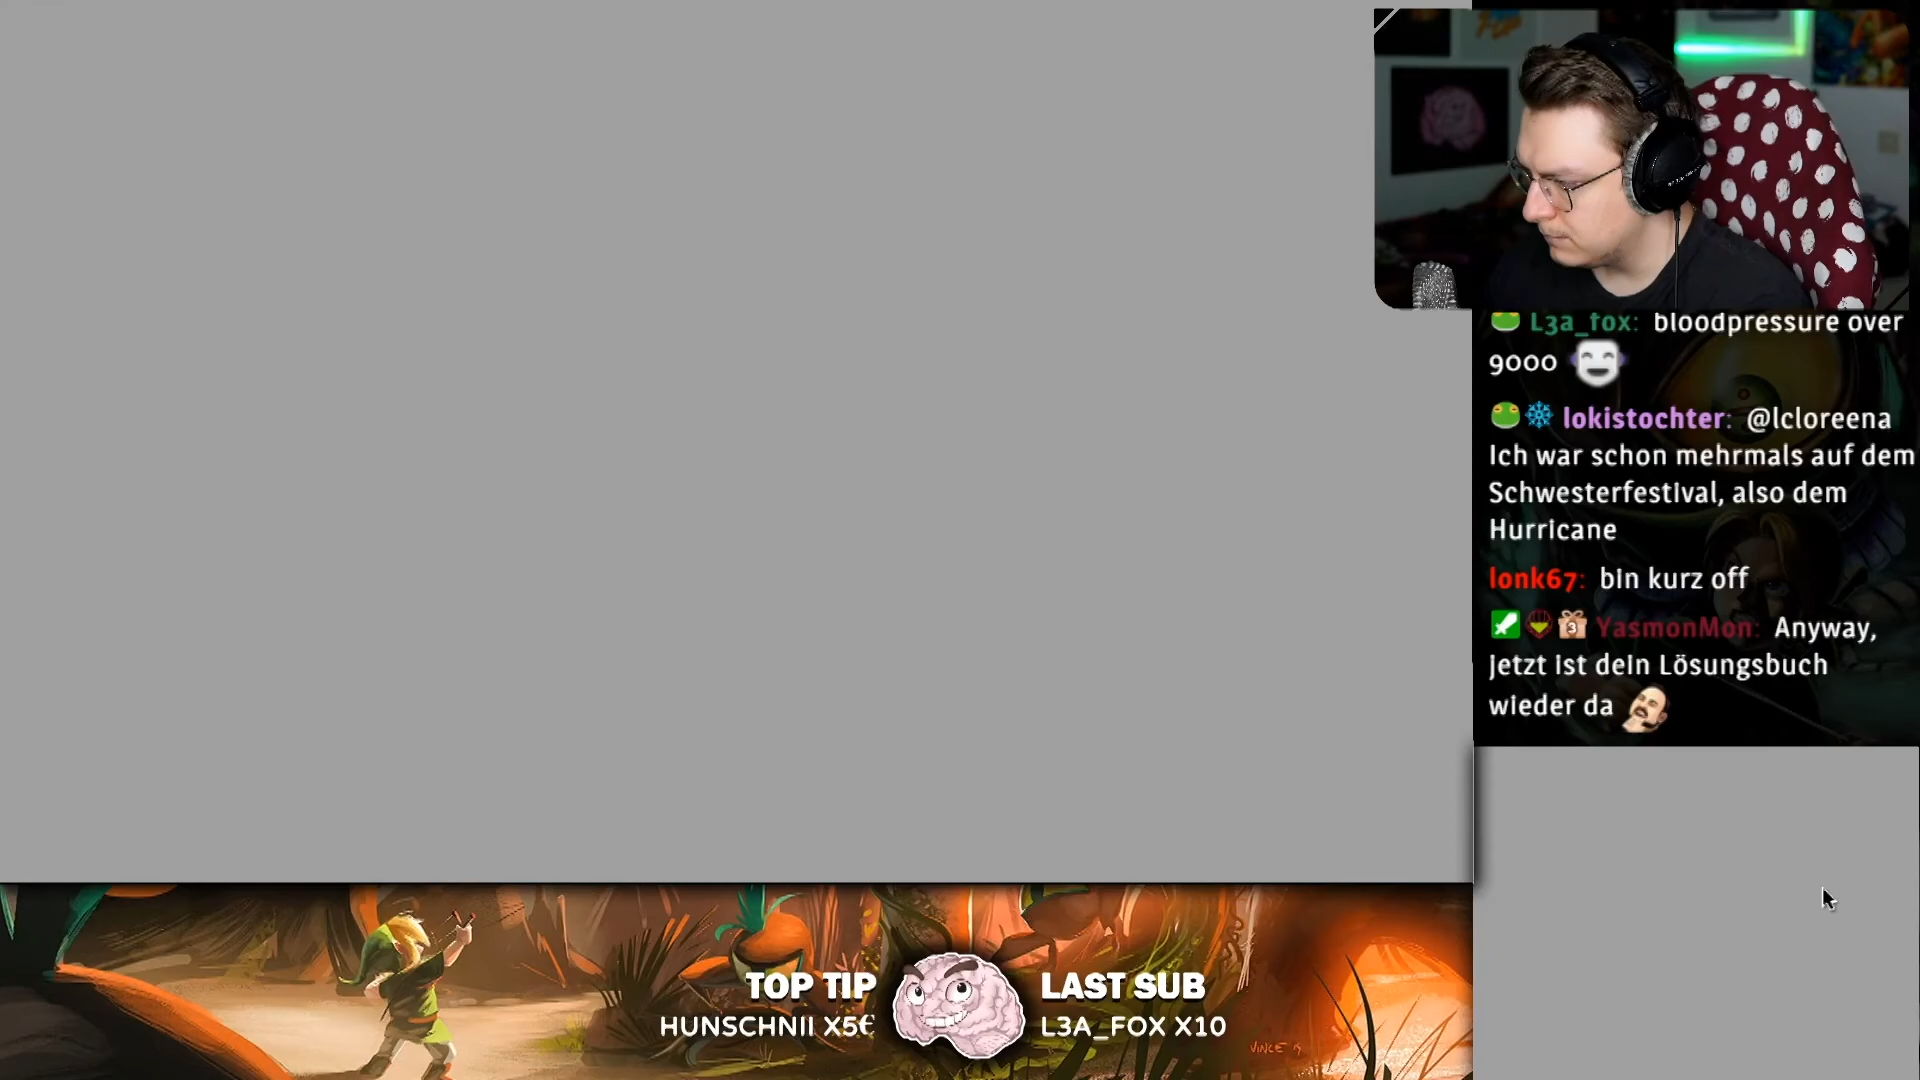 L3a_fox: bloodpressure over
9000
lokistochter: @lcloreena
Ich war schon mehrmals auf dem
Schwesterfestival, also dem
Hurricane
lonk67: bin kurz off
3 YasmonMon: Anyway,
jetzt ist dein Lösungsbuch
wieder da
TOP TIP
HUNSCHNII X5€
LAST SUB
L3A_FOX X10